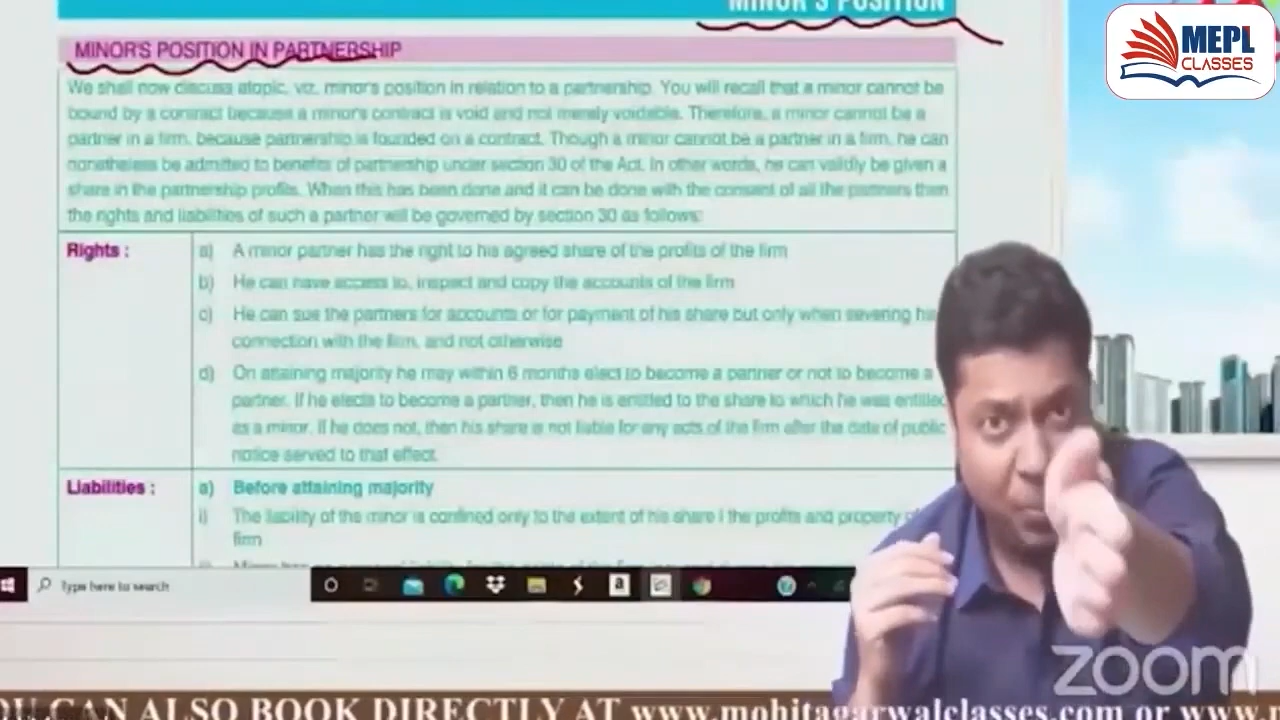 MINOR'S POSITION
MEPL
CLASSES
MINOR'S POSITION IN PARTNERSHIP
We shall now discuss atopic, viz. minor's position in relation to a partnership. You will recall that a minor cannot be
bound by a contract because a minor's contract is void and not merely voidable. Therefore, a minor cannot be a
partner in a firm, because partnership is founded on a contract. Though a minor cannot be a partner in a firm, he can
nonetheless be admitted to benefits of partnership under section 30 of the Act. In other words, he can validly be given a
share in the partnership profits. When this has been done and it can be done with the consent of all the partners then
the rights and liabilities of such a partner will be governed by section 30 as follows:
Rights : a) A minor partner has the right to his agreed share of the profits of the firm
b) He can have access to, inspect and copy the accounts of the firm
c) He can sue the partners for accounts or for payment of his share but only when severing his
connection with the firm, and not otherwise
d) On attaining majority he may within 6 months elect to become a partner or not to become a
partner. If he elects to become a partner, then he is entitled to the share to which he was entitled
as a minor. If he does not, then his share is not liable for any acts of the firm after the date of public
notice served to that effect.
Liabilities : a) Before attaining majority
i) The liability of the minor is confined only to the extent of his share I the profits and property of
firm
Type here to search
zoom
OU CAN ALSO BOOK DIRECTLY AT www.mohitagarwalclasses.com or www.